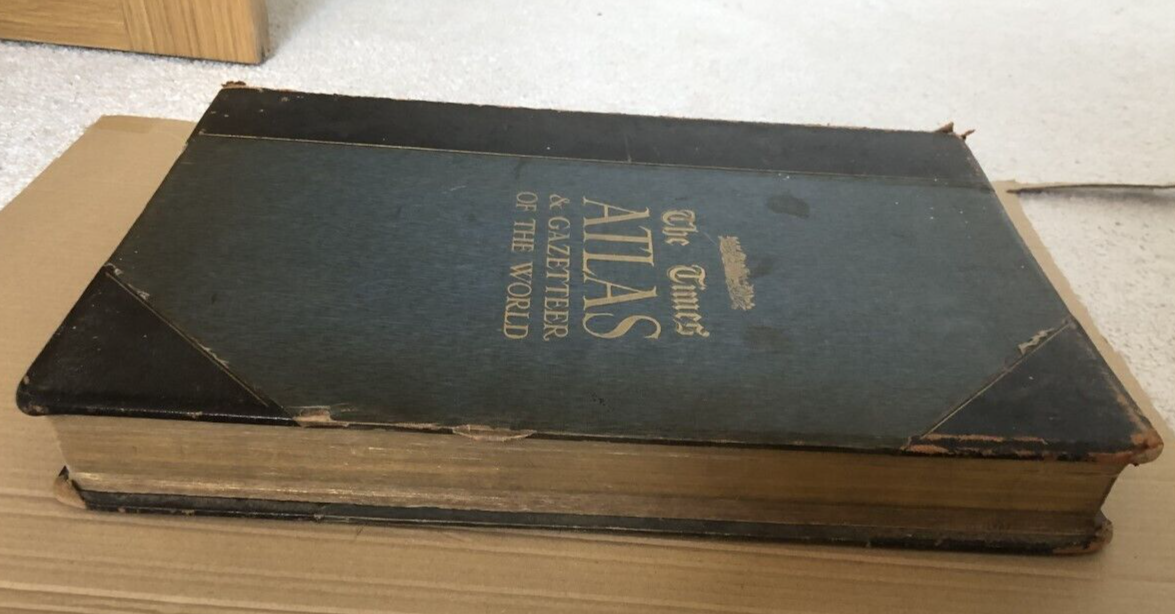 The Times
ATLAS
& GAZETTEER
OF THE WORLD